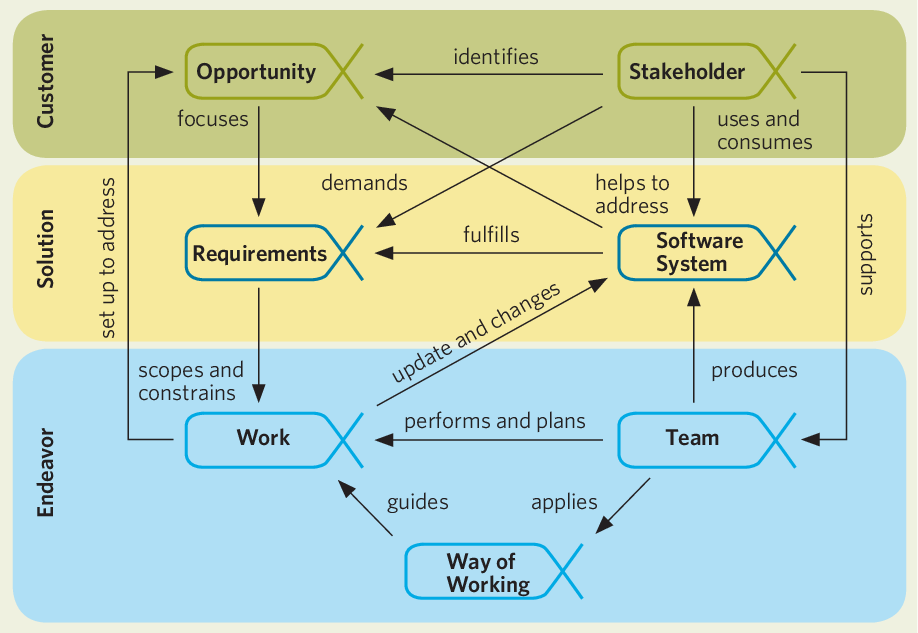 Customer
Opportunity
identifies
Stakeholder
focuses
uses and
consumes
demands
helps to
address
set up to address
Solution
Requirements
fulfills
Software
System
supports
update and changes
scopes and
constrains
produces
Endeavor
Work
performs and plans
Team
guides
applies
Way of
Working